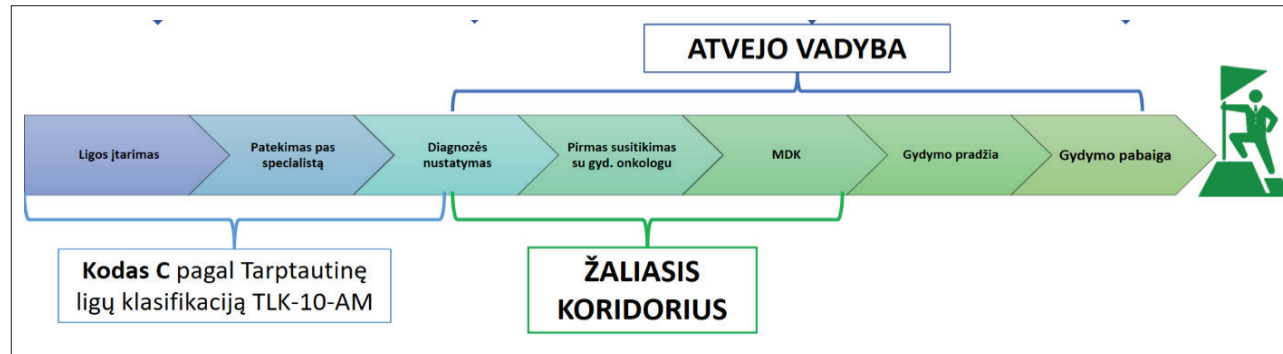 ATVEJO VADYBA
Ligos įtarimas
Patekimas pas
specialistą
Diagnozės
nustatymas
Pirmas susitikimas
su gyd. onkologu
MDK
Gydymo pradžia
Gydymo pabaiga
Kodas C pagal Tarptautinę
ligų klasifikaciją TLK-10-AM
ŽALIASIS
KORIDORIUS